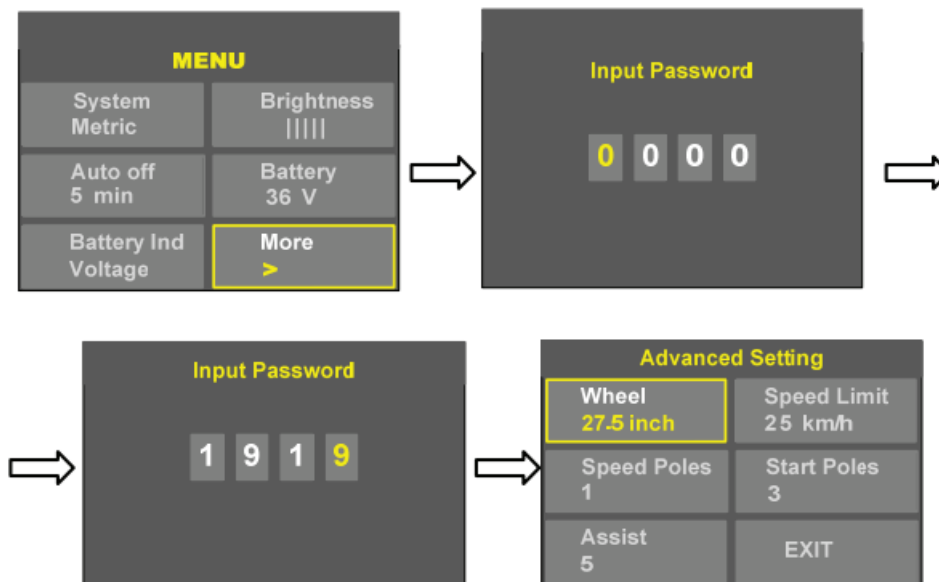 MENU
System
Metric
Brightness
|||||
Auto off
5 min
Battery
36 V
Battery Ind
Voltage
More
>
Input Password
0 0 0 0
Input Password
1 9 1 9
Advanced Setting
Wheel
27.5 inch
Speed Limit
25 km/h
Speed Poles
1
Start Poles
3
Assist
5
EXIT